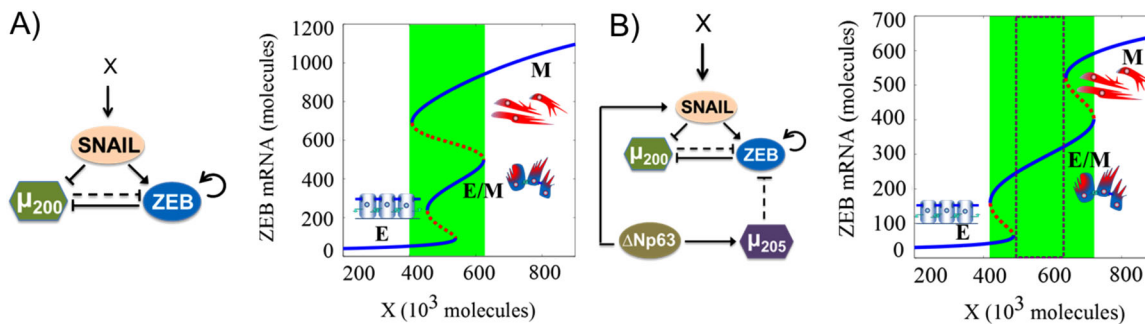 A)
X
SNAIL
μ200
ZEB
ZEB mRNA (molecules)
1200
1000
800
600
400
200
0
M
E/M
E
200 400 600 800
X (10³ molecules)
B)
X
SNAIL
μ200
ZEB
ΔNp63
μ205
ZEB mRNA (molecules)
700
600
500
400
300
200
100
0
M
E/M
E
200 400 600 800
X (10³ molecules)